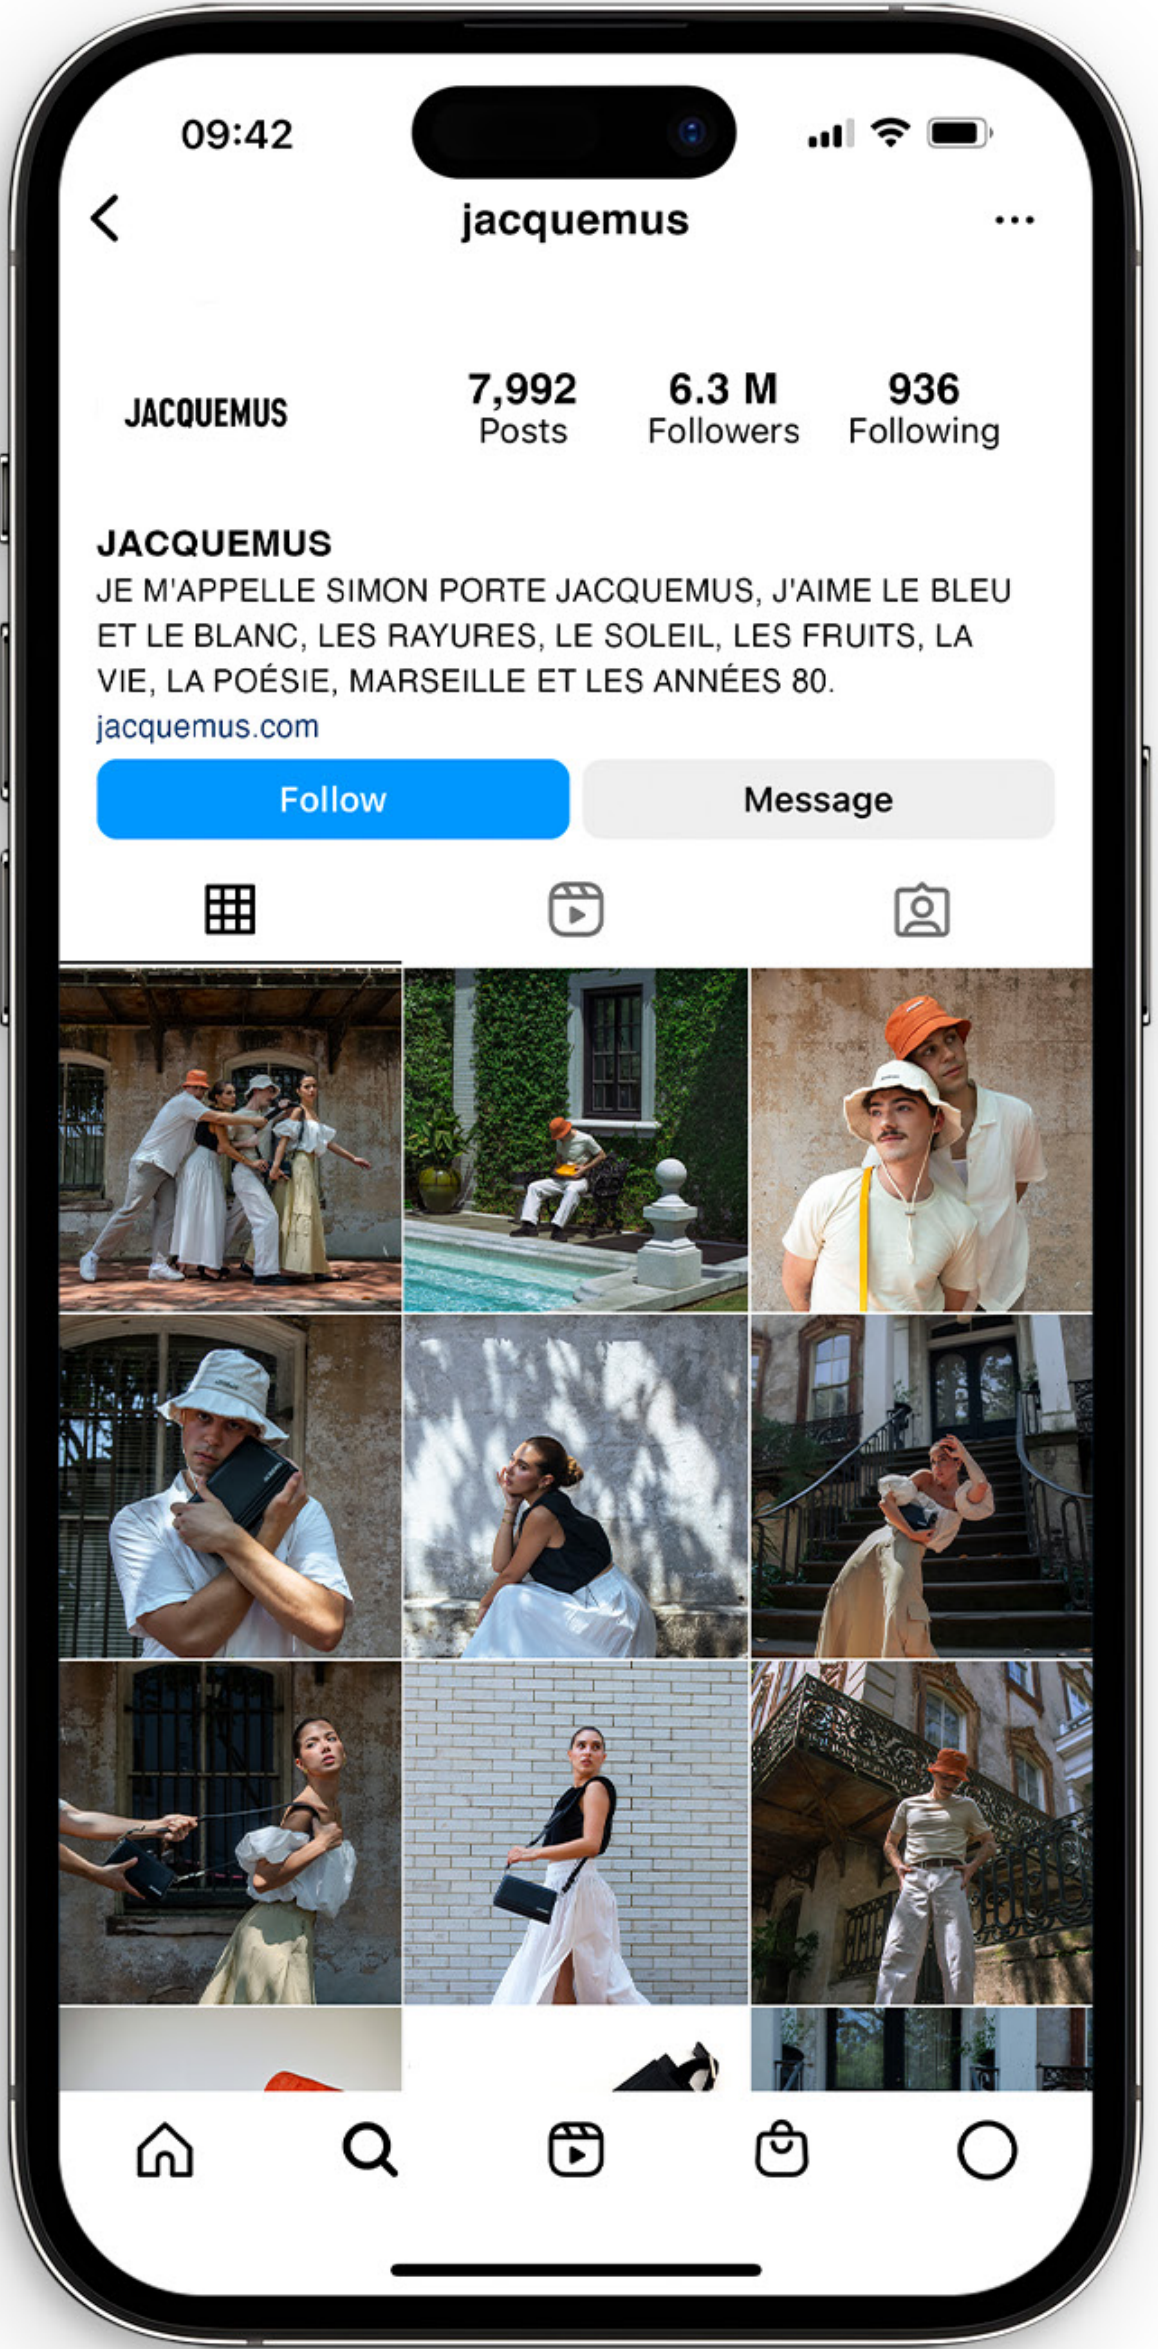 09:42
jacquemus
JACQUEMUS
7,992 6.3 M 936
Posts Followers Following
JACQUEMUS
JE M'APPELLE SIMON PORTE JACQUEMUS, J'AIME LE BLEU
ET LE BLANC, LES RAYURES, LE SOLEIL, LES FRUITS, LA
VIE, LA POÉSIE, MARSEILLE ET LES ANNÉES 80.
jacquemus.com
Follow Message